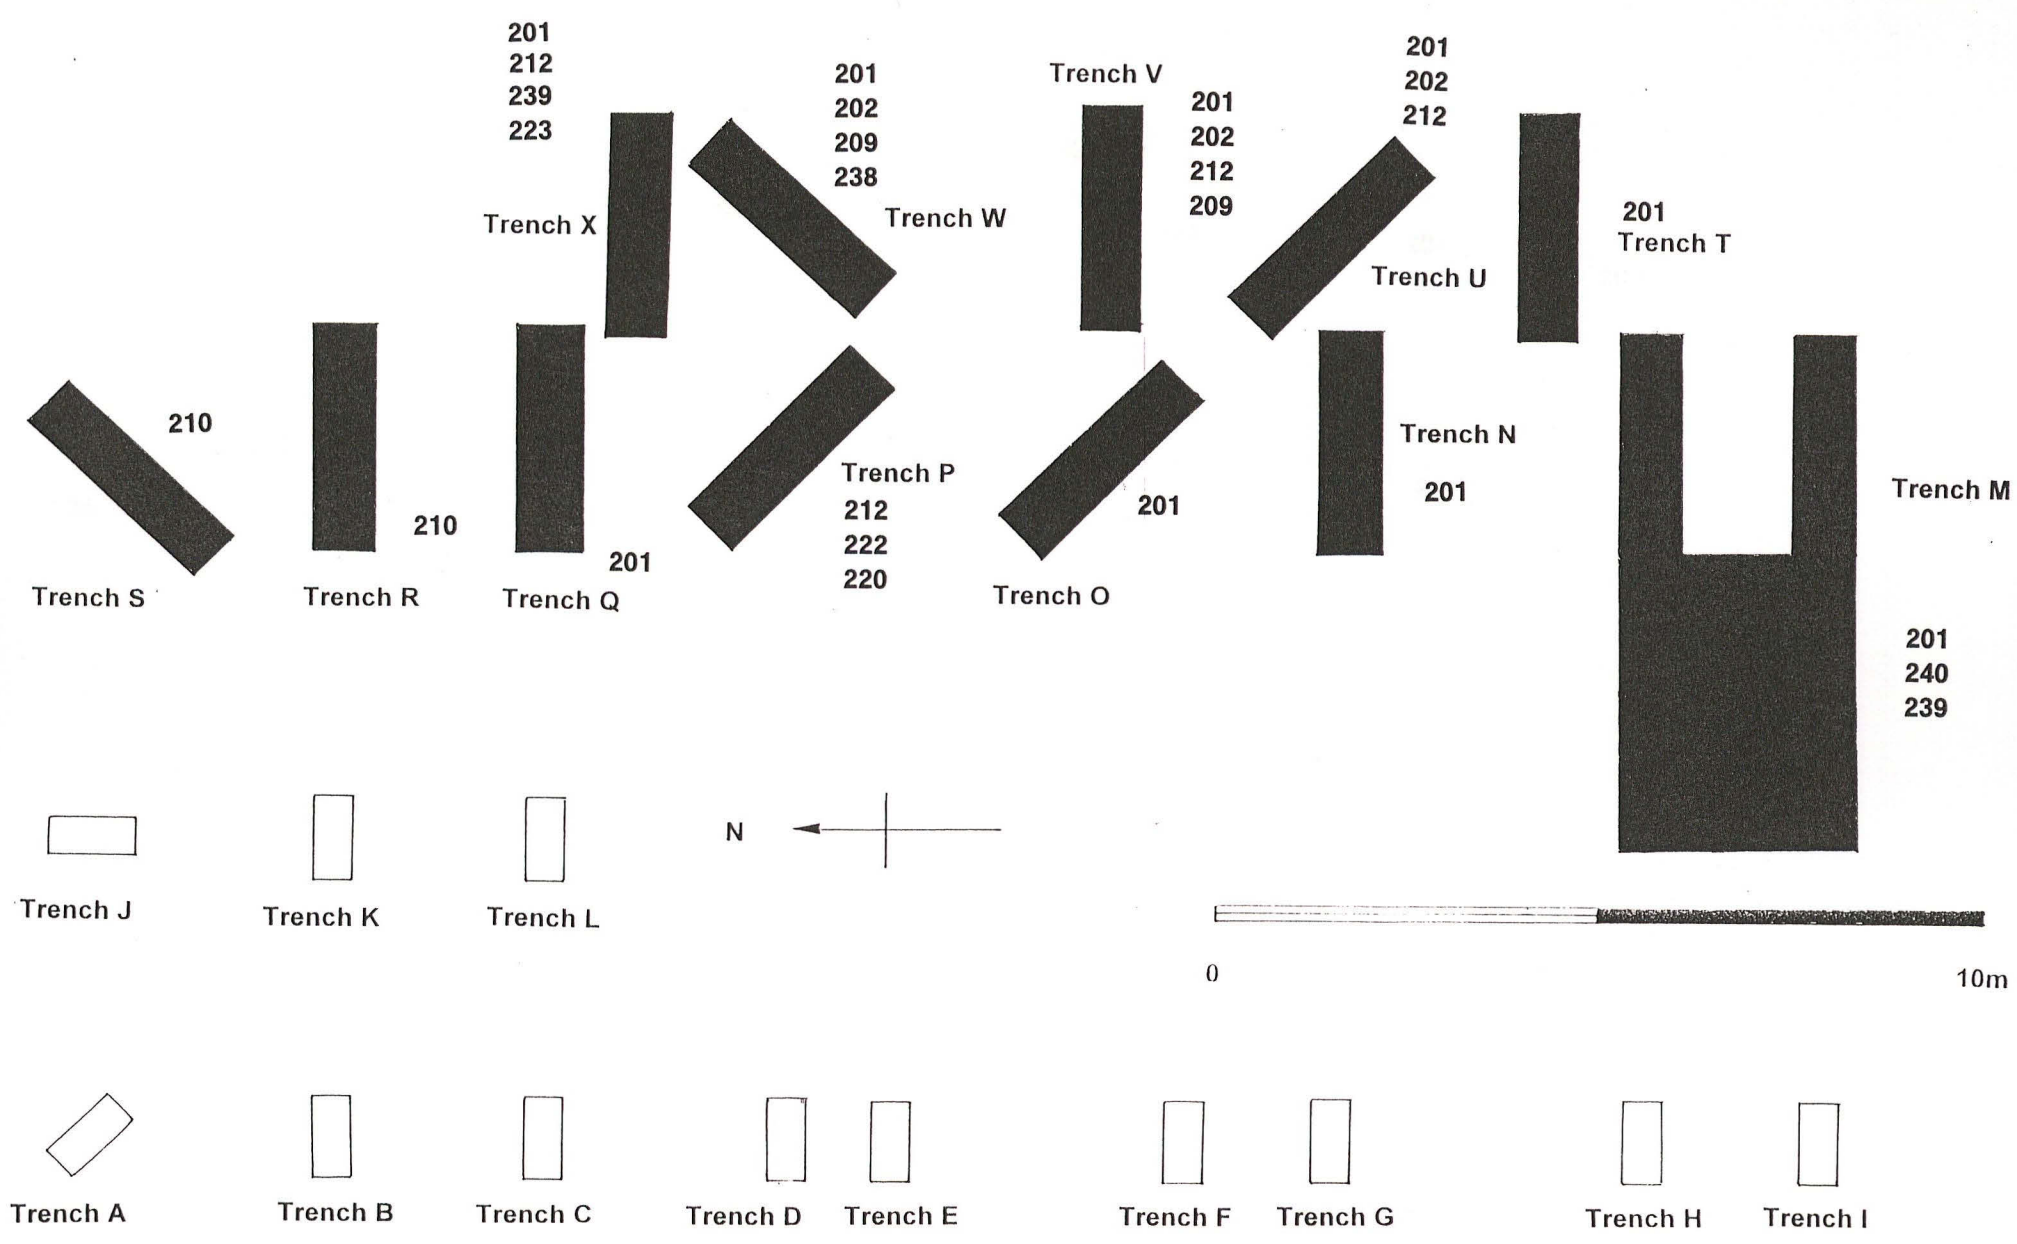 201
212
239
223
Trench X
201
202
209
238
Trench W
Trench V
201
202
212
209
201
202
212
Trench U
201
Trench T
210
Trench S
210
Trench R
201
Trench Q
Trench P
212
222
220
201
Trench O
Trench N
201
Trench M
201
240
239
Trench J
Trench K
Trench L
N
0
10m
Trench A
Trench B
Trench C
Trench D
Trench E
Trench F
Trench G
Trench H
Trench I